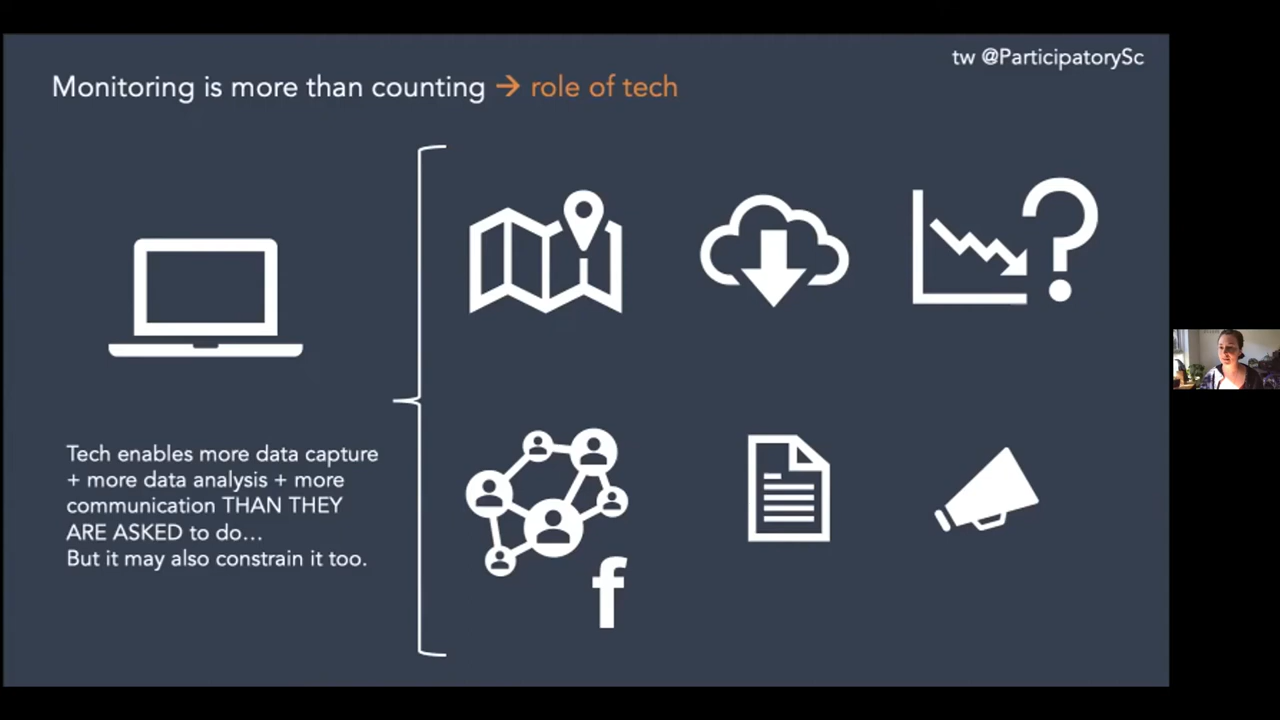 tw @ParticipatorySc
Monitoring is more than counting → role of tech
Tech enables more data capture
+ more data analysis + more
communication THAN THEY
ARE ASKED to do...
But it may also constrain it too.
f